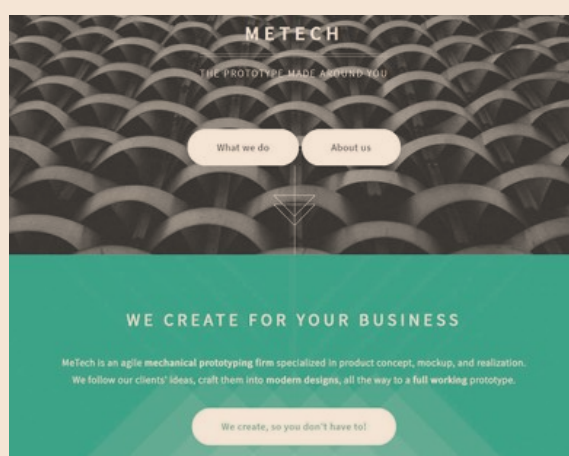 METECH
THE PROTOTYPE MADE AROUND YOU
What we do
About us
WE CREATE FOR YOUR BUSINESS
MeTech is an agile mechanical prototyping firm specialized in product concept, mockup, and realization.
We follow our clients' ideas, craft them into modern designs, all the way to a full working prototype.
We create, so you don't have to!